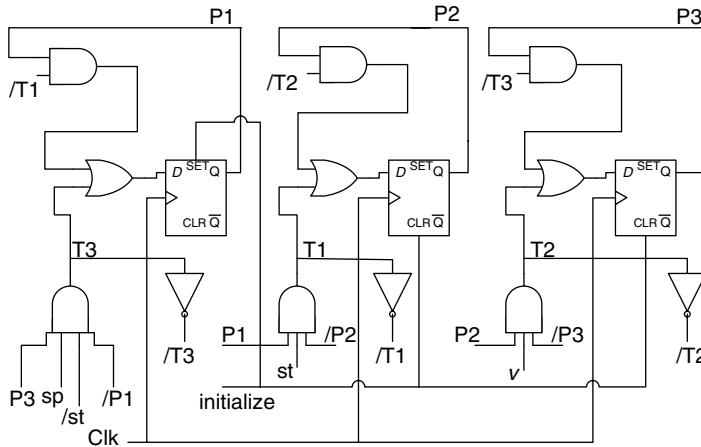 P1 P2 P3
/T1 /T2 /T3
D SET Q D SET Q D SET Q
CLR Q CLR Q CLR Q
T3 T1 T2
P1 /P2 P2 /P3
/T3 /T1 /T2
P3 sp /st /P1 st v
initialize
Clk